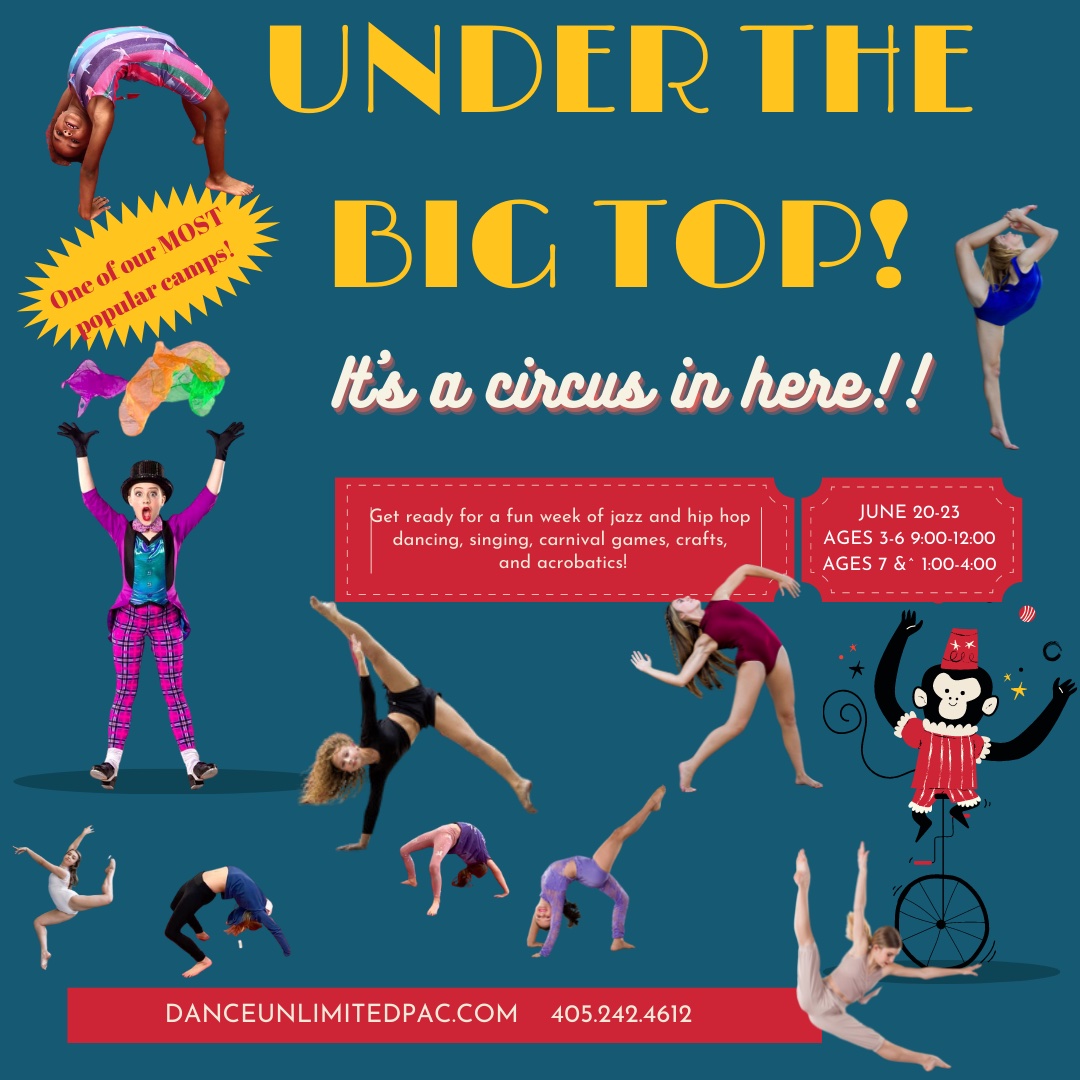 UNDER THE
BIG TOP!
One of our MOST
popular camps!
It's a circus in here!!
Get ready for a fun week of jazz and hip hop
dancing, singing, carnival games, crafts,
and acrobatics!
JUNE 20-23
AGES 3-6 9:00-12:00
AGES 7 &^ 1:00-4:00
DANCEUNLIMITEDPAC.COM 405.242.4612